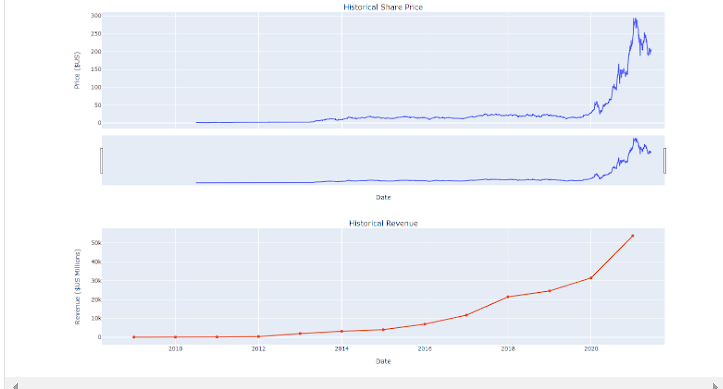 Historical Share Price
300
250
200
150
100
50
0
Price ($US)
Date
Historical Revenue
50k
40k
30k
20k
10k
0
Revenue ($US Millions)
2010
2012
2014
2016
2018
2020
Date